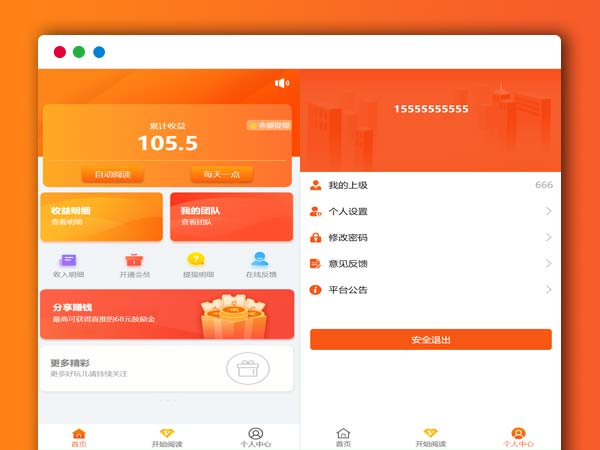 累计收益
余额提现
105.5
自动阅读
每天一点
收益明细
查看明细
我的团队
查看团队
收入明细
开通会员
提现明细
在线反馈
分享赚钱
最高可获得直推的68元鼓励金
更多精彩
更多好玩儿请持续关注
首页
开始阅读
个人中心
15555555555
我的上级
666
个人设置
修改密码
意见反馈
平台公告
安全退出
首页
开始阅读
个人中心